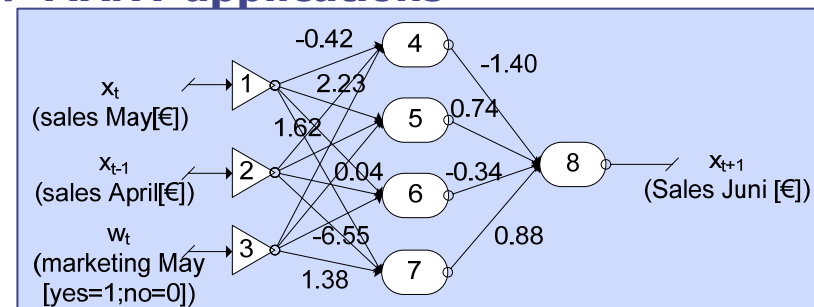 -0.42
4
-1.40
1
2.23
xt
(sales May[€])
5
0.74
1.62
xt-1
(sales April[€])
2
0.04
-0.34
8
xt+1
(Sales Juni [€])
6
wt
(marketing May
[yes=1;no=0])
3
-6.55
0.88
1.38
7